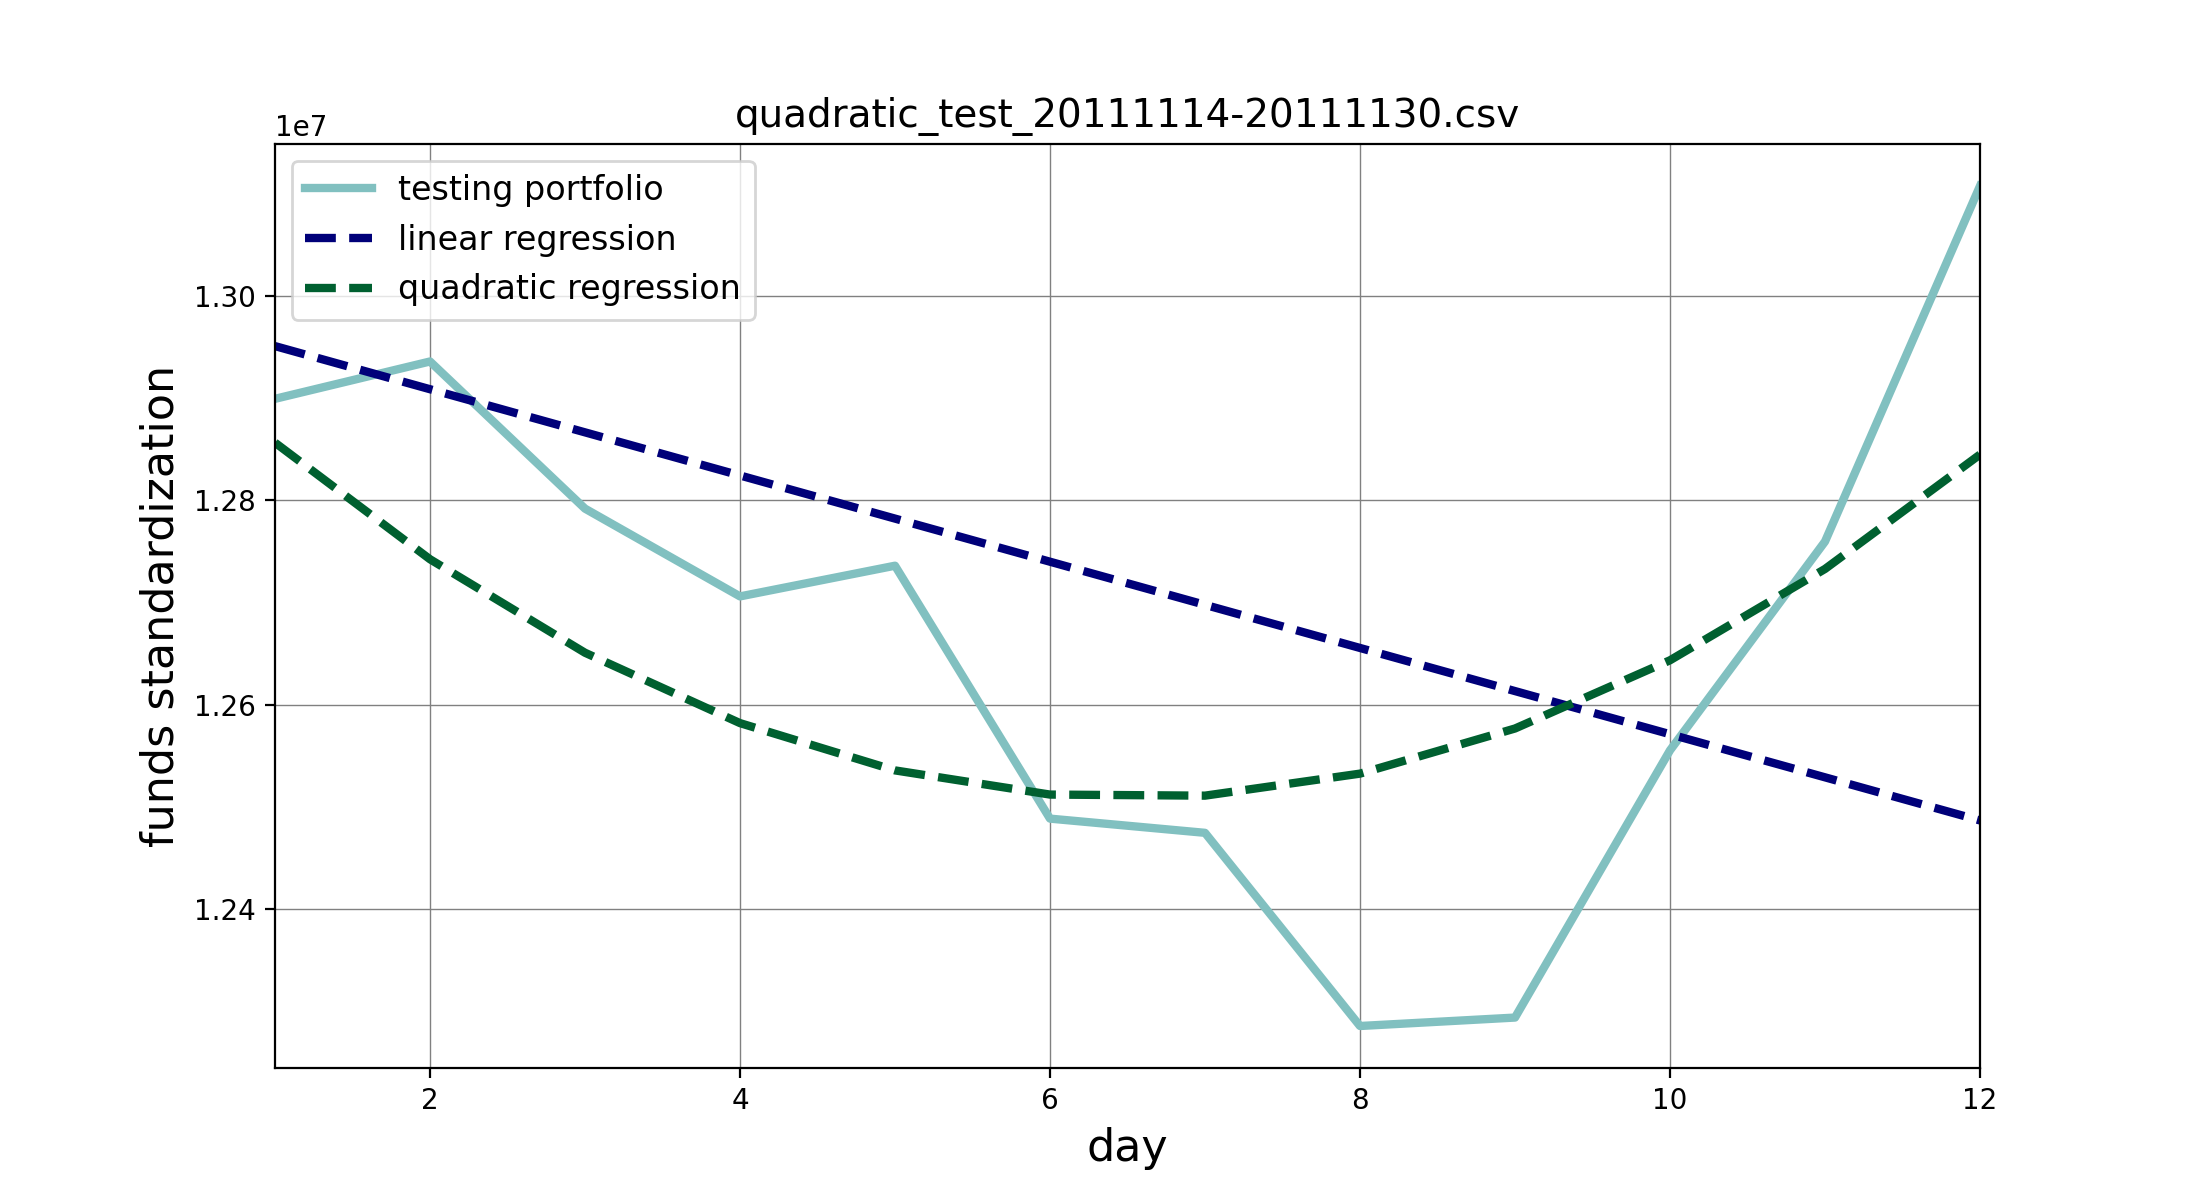 quadratic_test_20111114-20111130.csv
1e7
testing portfolio
linear regression
quadratic regression
1.30
1.28
1.26
1.24
funds standardization
2 4 6 8 10 12
day